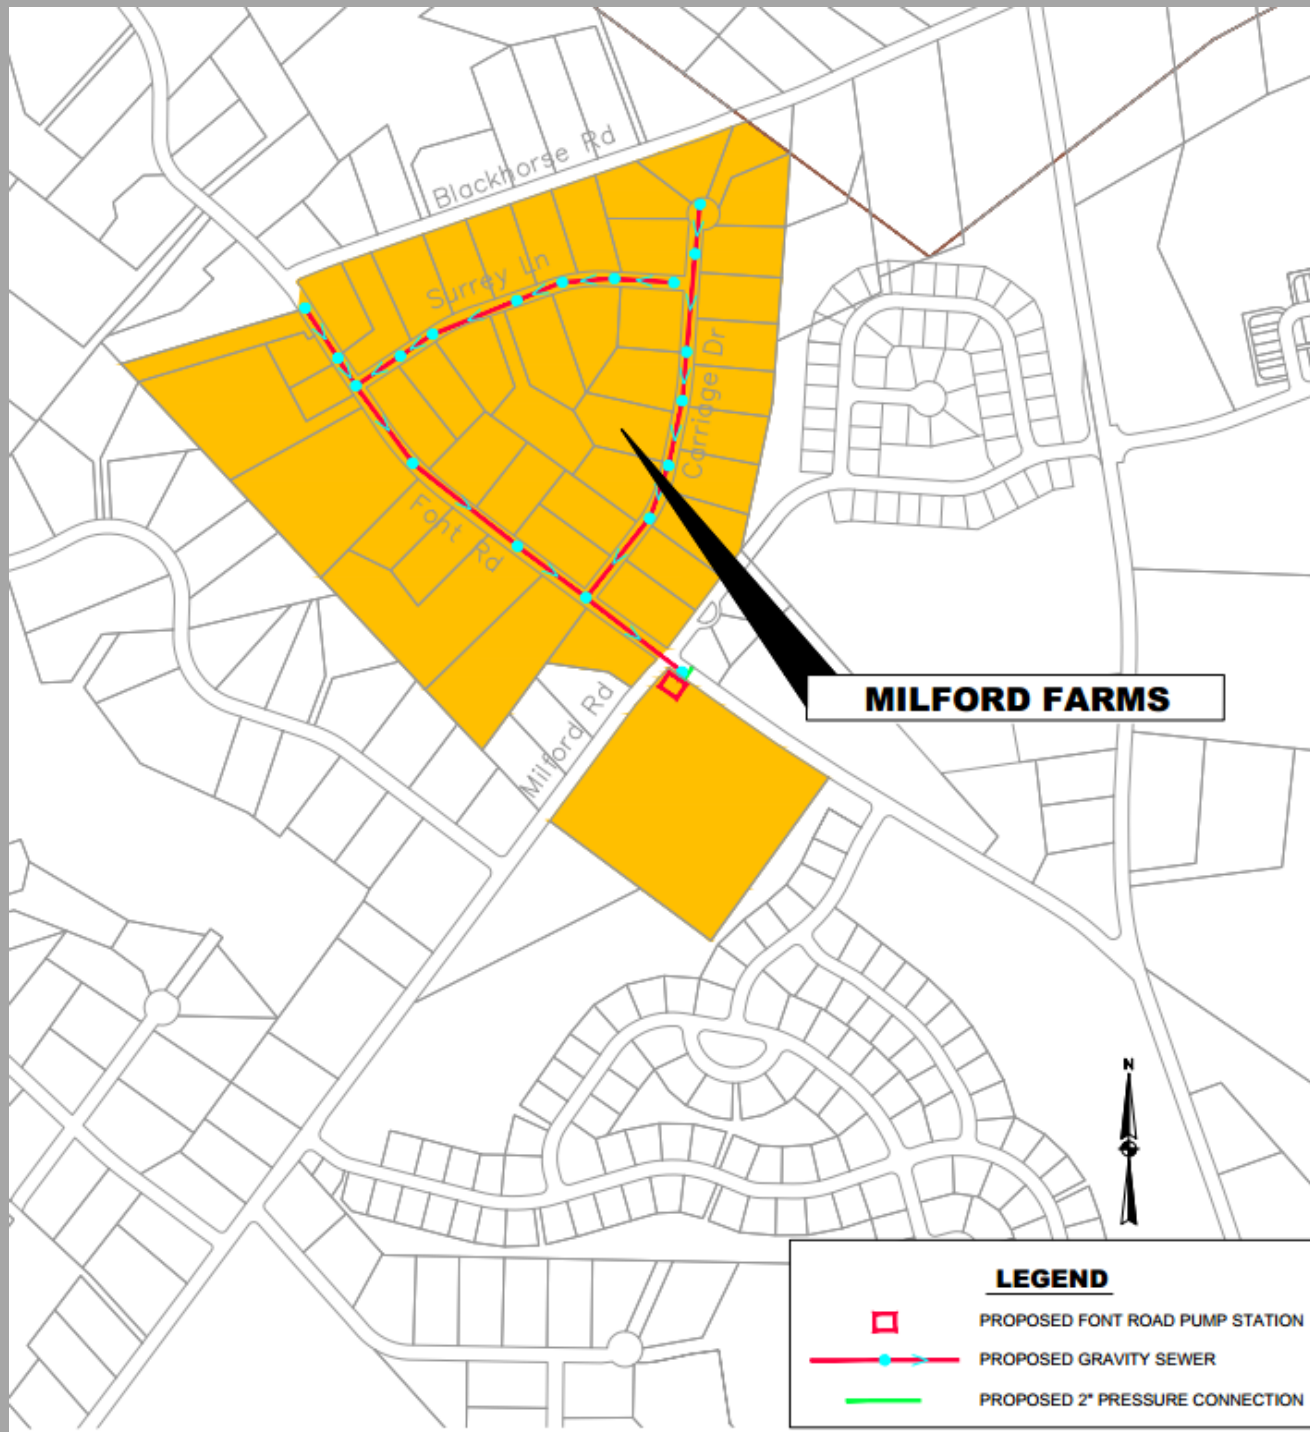 Blackhorse Rd
Surrey Ln
Carriage Dr
Font Rd
Milford Rd
MILFORD FARMS
N
LEGEND
PROPOSED FONT ROAD PUMP STATION
PROPOSED GRAVITY SEWER
PROPOSED 2" PRESSURE CONNECTION